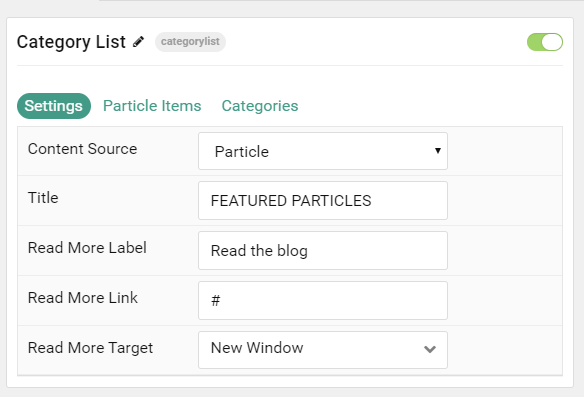 Category List categorylist
Settings Particle Items Categories
Content Source Particle
Title FEATURED PARTICLES
Read More Label Read the blog
Read More Link #
Read More Target New Window